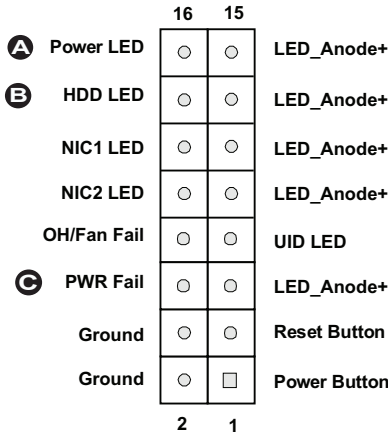 16 15
A Power LED LED_Anode+
B HDD LED LED_Anode+
NIC1 LED LED_Anode+
NIC2 LED LED_Anode+
OH/Fan Fail UID LED
C PWR Fail LED_Anode+
Ground Reset Button
Ground Power Button
2 1